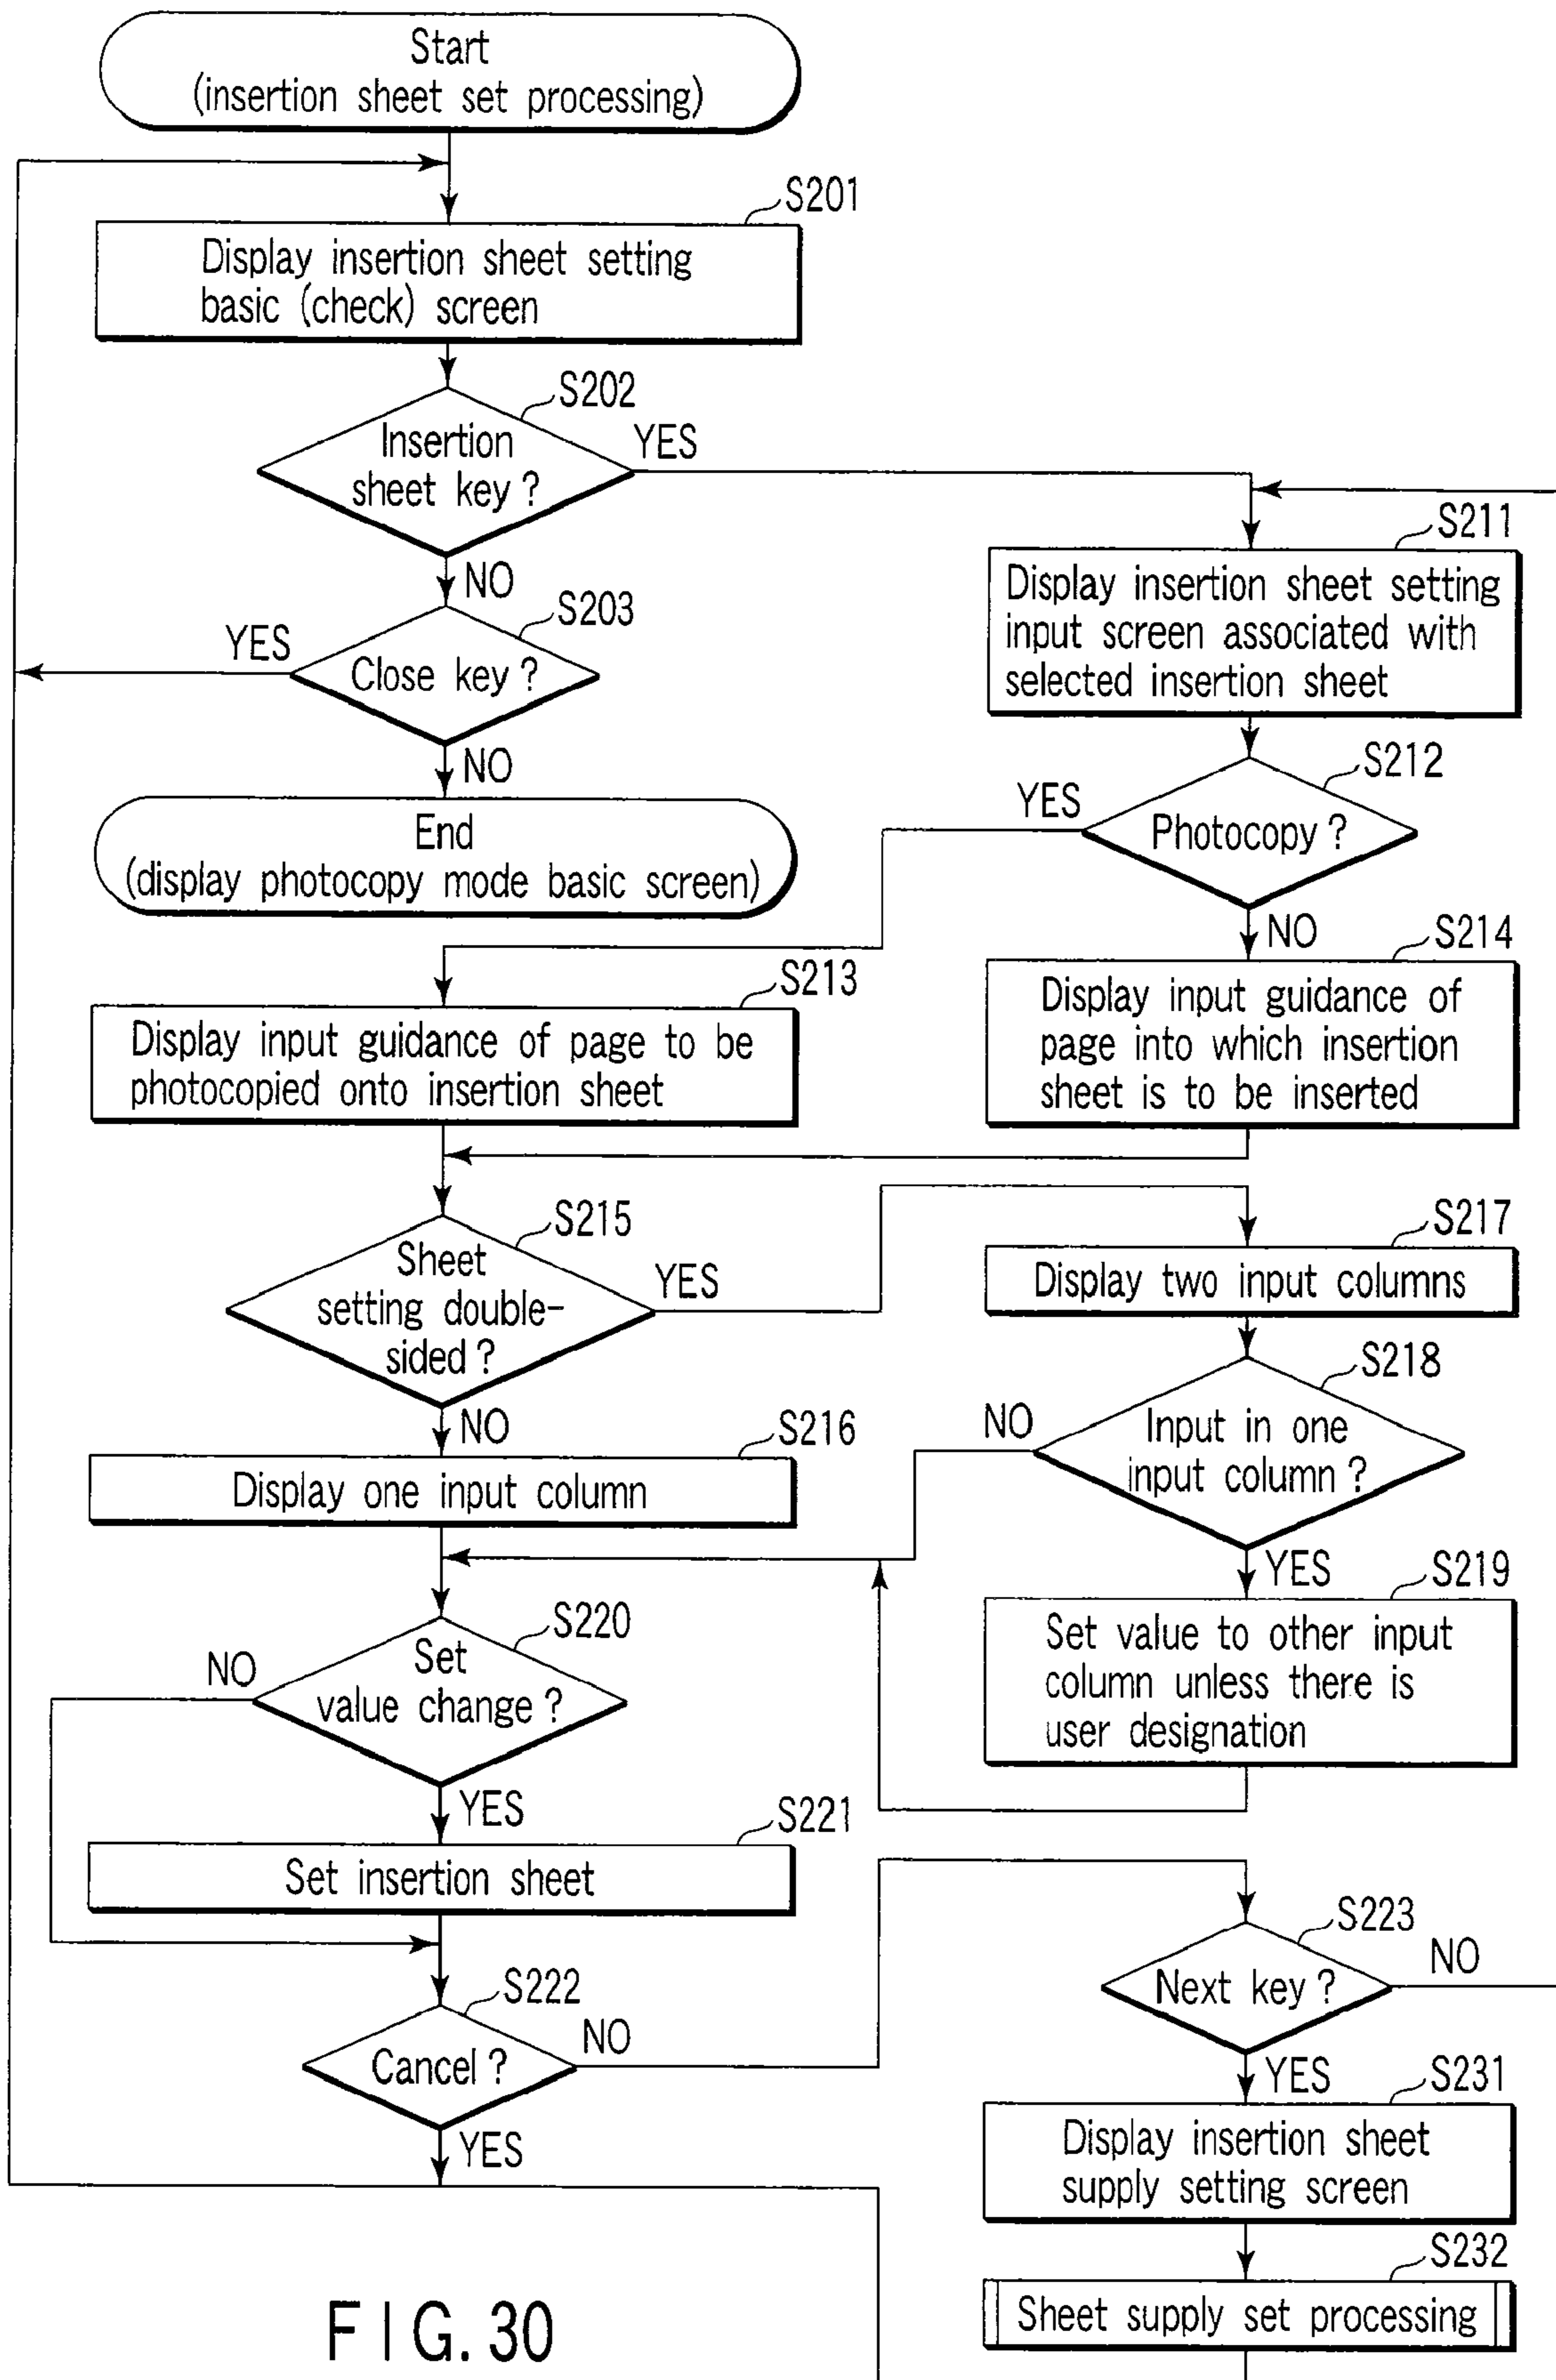 Start
(insertion sheet set processing)
S201
Display insertion sheet setting
basic (check) screen
S202
Insertion
sheet key?
YES
NO
S203
YES
Close key?
NO
End
(display photocopy mode basic screen)
S211
Display insertion sheet setting
input screen associated with
selected insertion sheet
S212
YES
Photocopy?
NO
S213
Display input guidance of page to be
photocopied onto insertion sheet
S214
Display input guidance of
page into which insertion
sheet is to be inserted
S215
Sheet
setting double-
sided?
YES
NO
S216
Display one input column
S217
Display two input columns
S218
NO
Input in one
input column?
YES
S219
Set value to other input
column unless there is
user designation
S220
NO
Set
value change?
YES
S221
Set insertion sheet
S222
Cancel?
NO
YES
S223
Next key?
NO
YES
S231
Display insertion sheet
supply setting screen
S232
Sheet supply set processing
FIG. 30